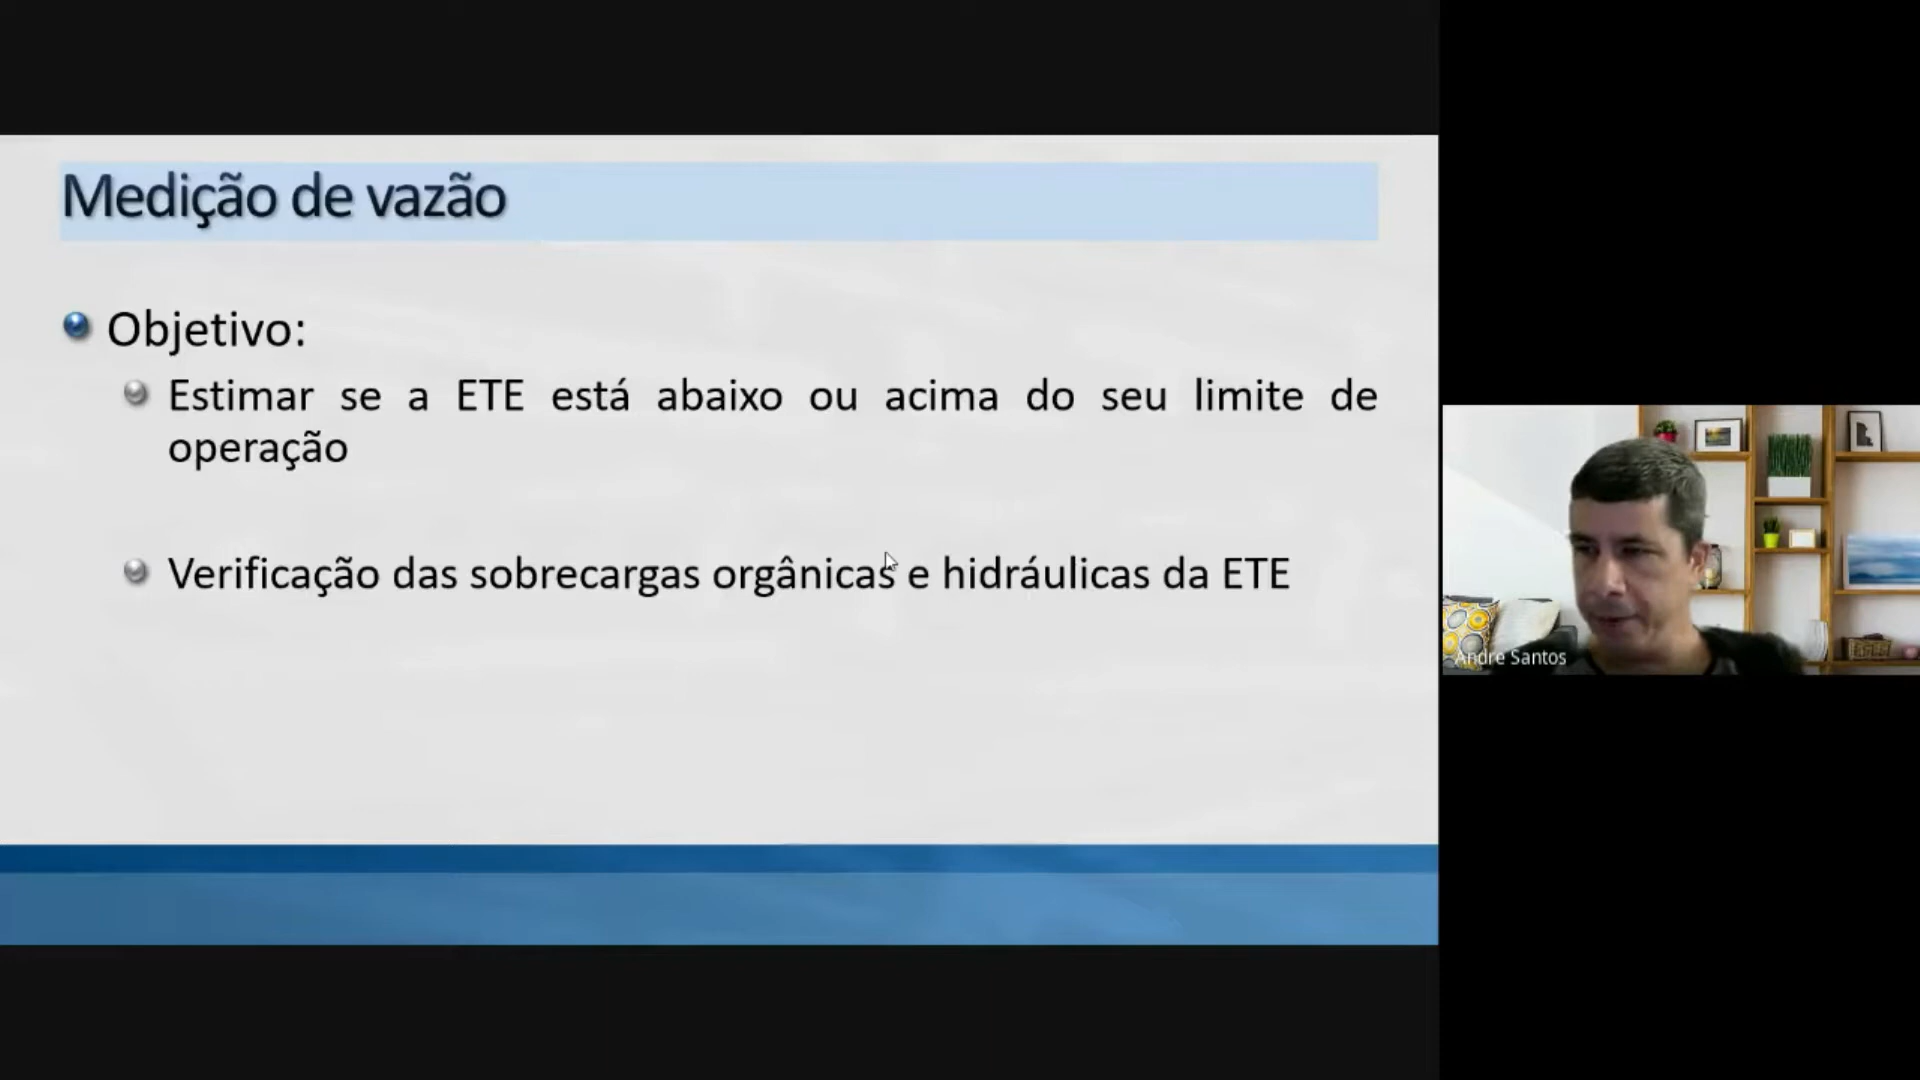 Medição de vazão
Objetivo:
Estimar se a ETE está abaixo ou acima do seu limite de
operação
Verificação das sobrecargas orgânicas e hidráulicas da ETE
Andre Santos